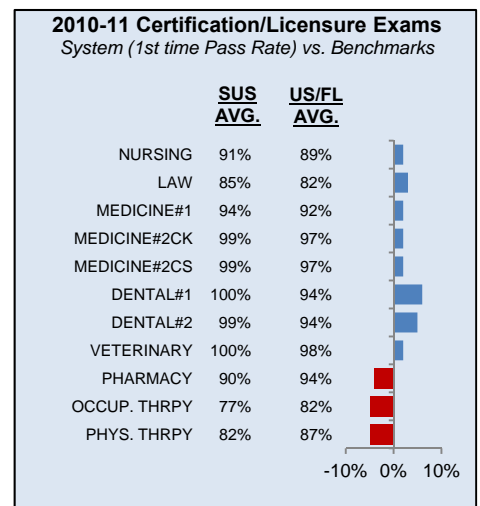 2010-11 Certification/Licensure Exams
System (1st time Pass Rate) vs. Benchmarks
SUS AVG. US/FL AVG.
NURSING 91% 89%
LAW 85% 82%
MEDICINE#1 94% 92%
MEDICINE#2CK 99% 97%
MEDICINE#2CS 99% 97%
DENTAL#1 100% 94%
DENTAL#2 99% 94%
VETERINARY 100% 98%
PHARMACY 90% 94%
OCCUP. THRPY 77% 82%
PHYS. THRPY 82% 87%
-10% 0% 10%